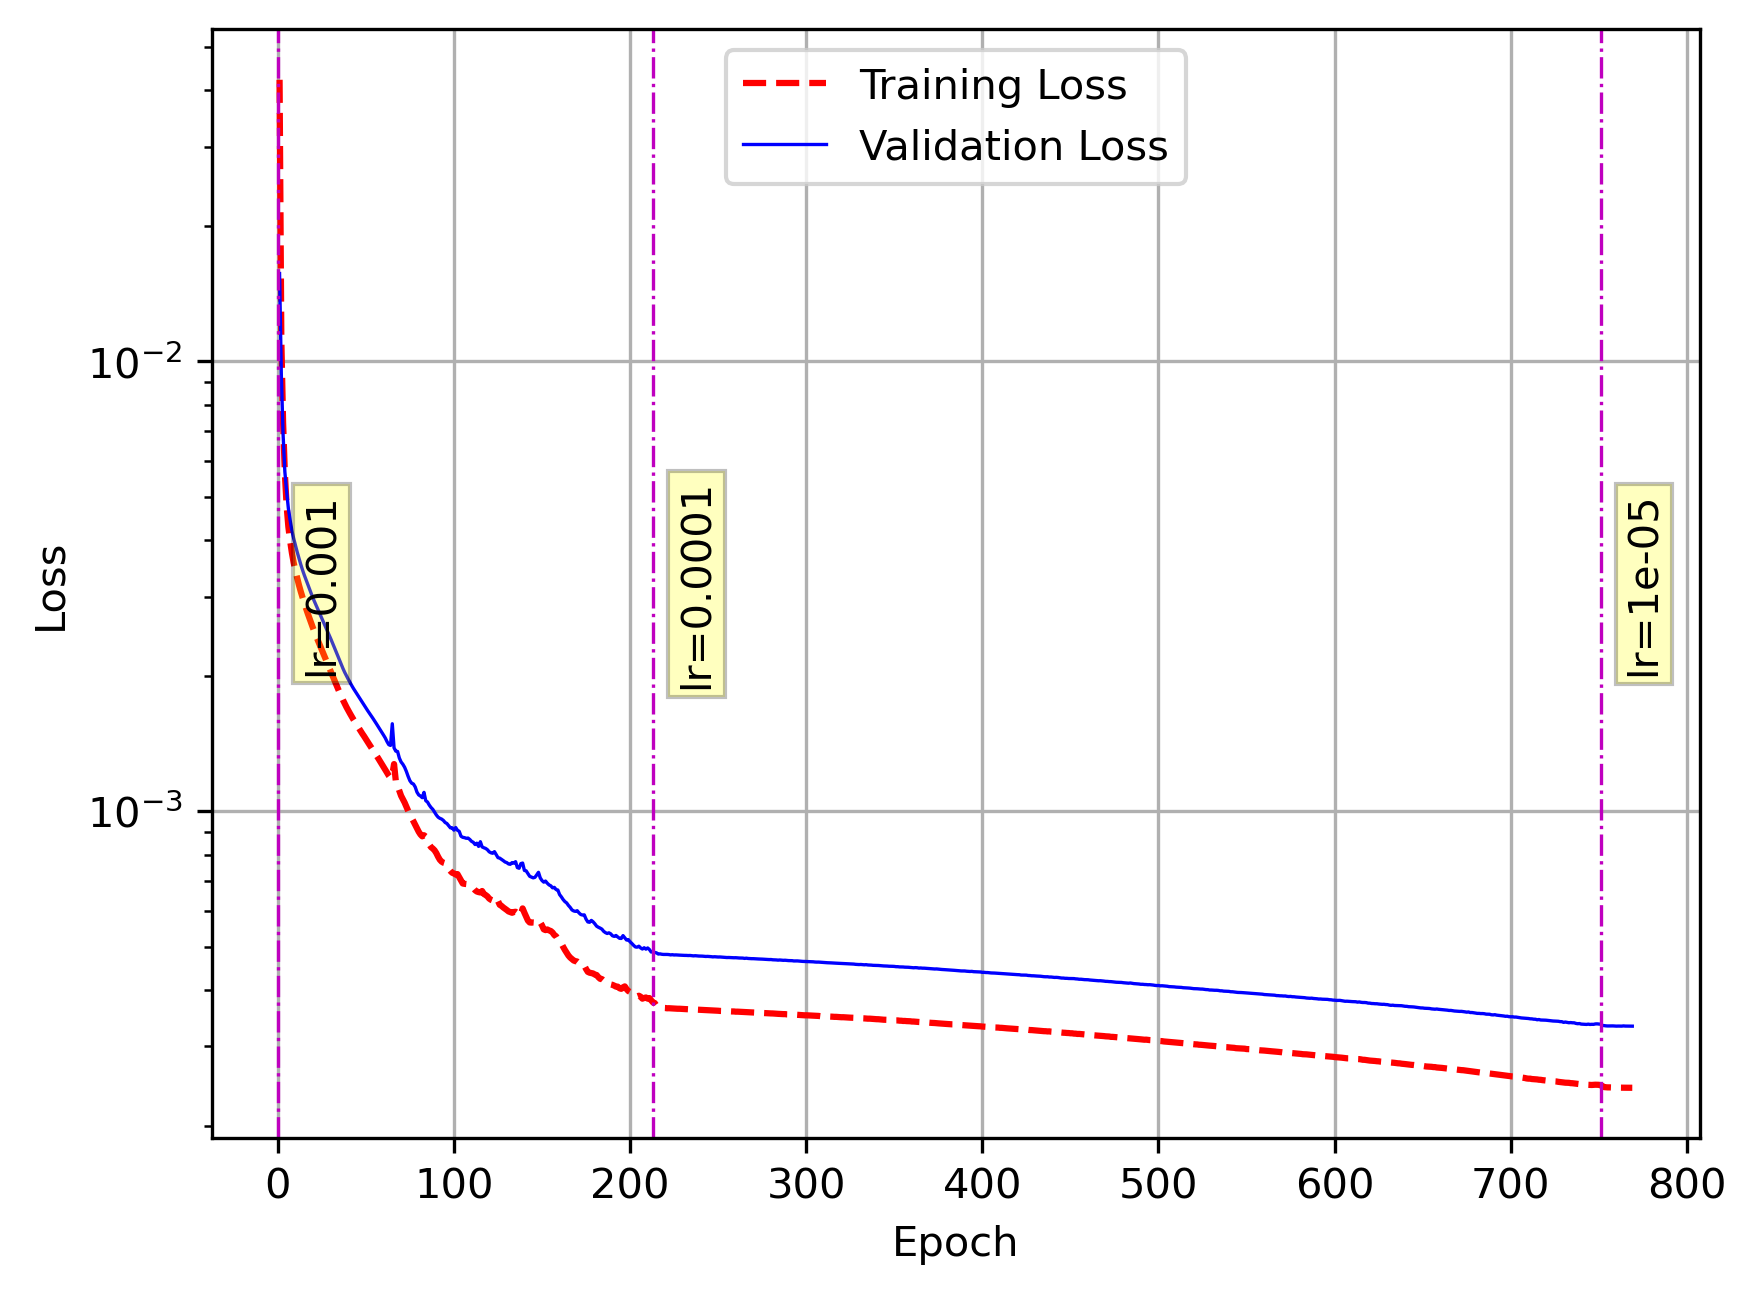 Training Loss
Validation Loss
10⁻²
10⁻³
Loss
lr=0.001
lr=0.0001
lr=1e-05
0 100 200 300 400 500 600 700 800
Epoch